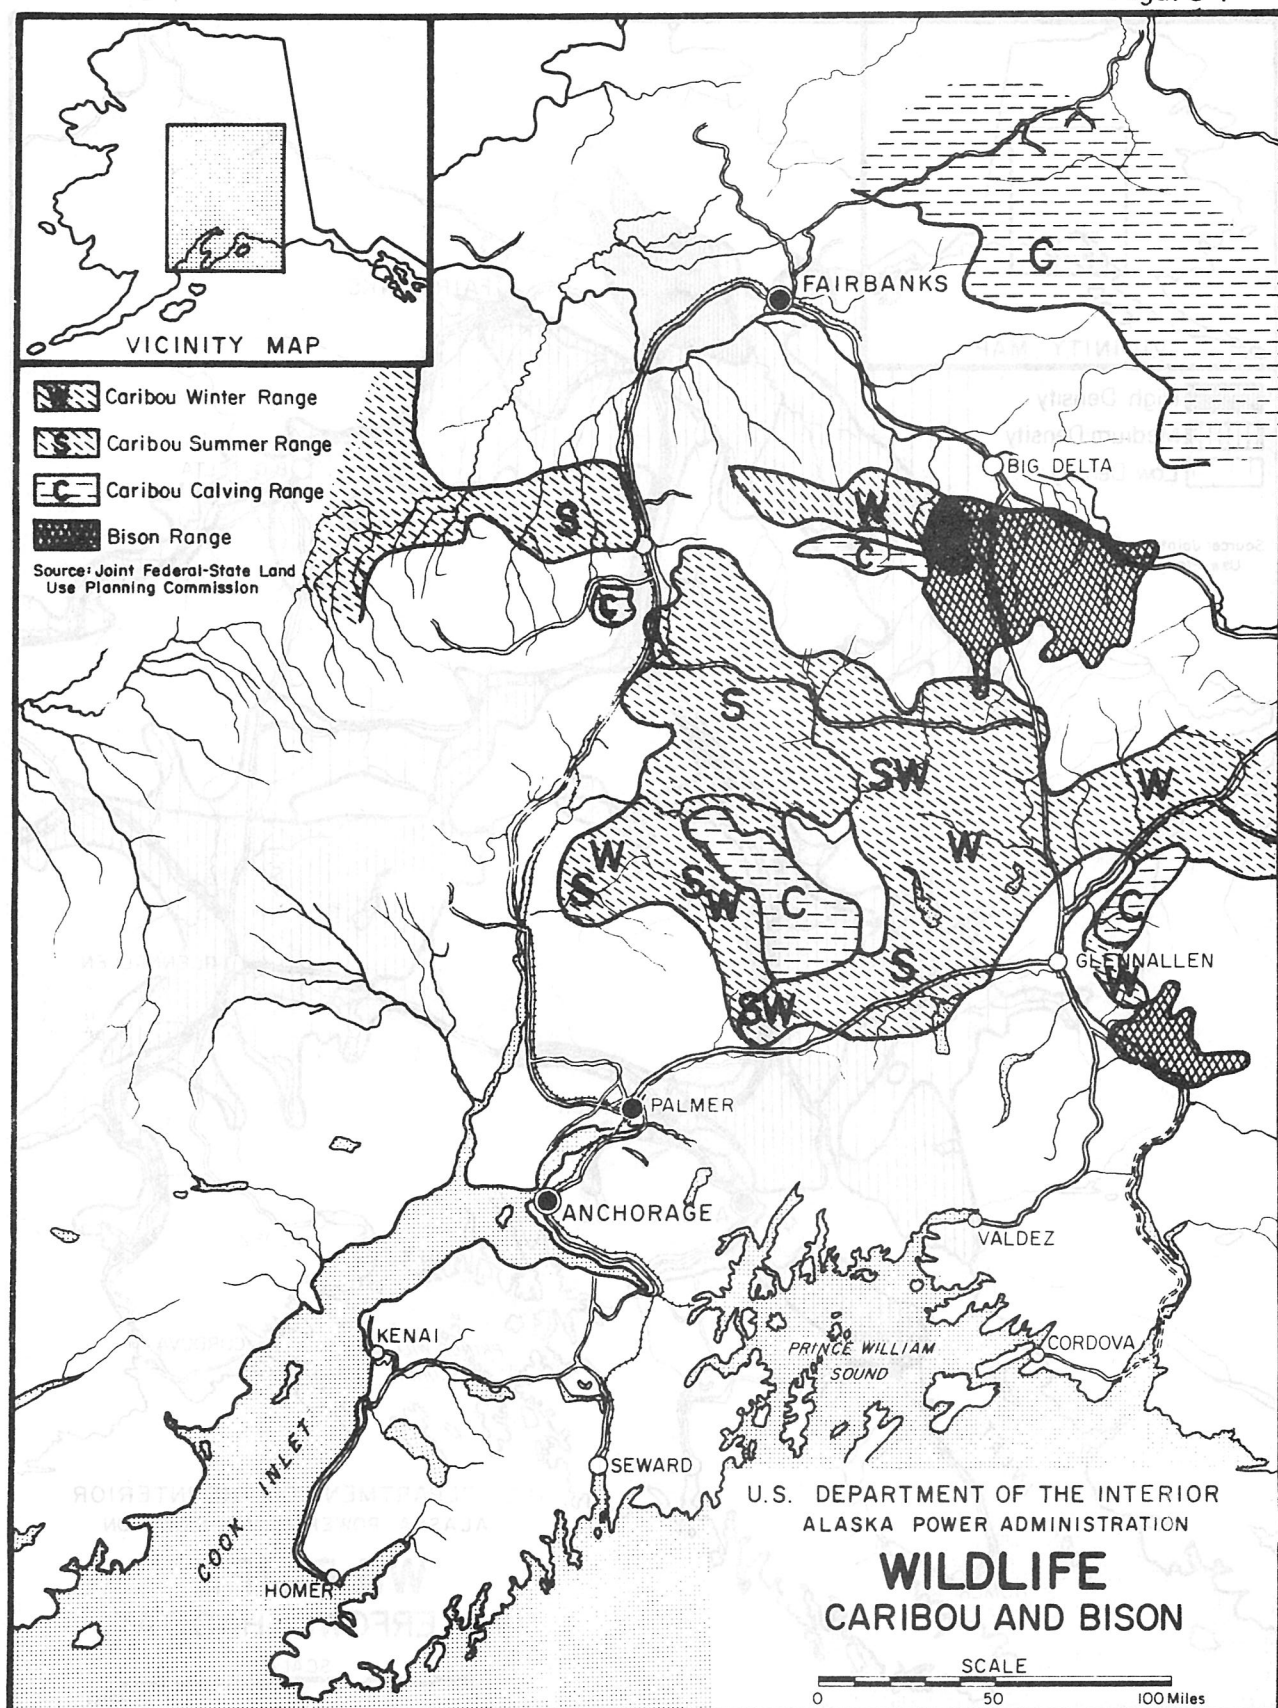 VICINITY MAP
W Caribou Winter Range
S Caribou Summer Range
C Caribou Calving Range
Bison Range
Source: Joint Federal-State Land
Use Planning Commission
C
FAIRBANKS
BIG DELTA
W
S
C
C
S
SW
W
W
W
S
S
W
C
C
S
GLENNALLEN
W
SW
PALMER
ANCHORAGE
VALDEZ
KENAI
PRINCE WILLIAM
SOUND
CORDOVA
COOK INLET
SEWARD
HOMER
U.S. DEPARTMENT OF THE INTERIOR
ALASKA POWER ADMINISTRATION
WILDLIFE
CARIBOU AND BISON
SCALE
0 50 100 Miles